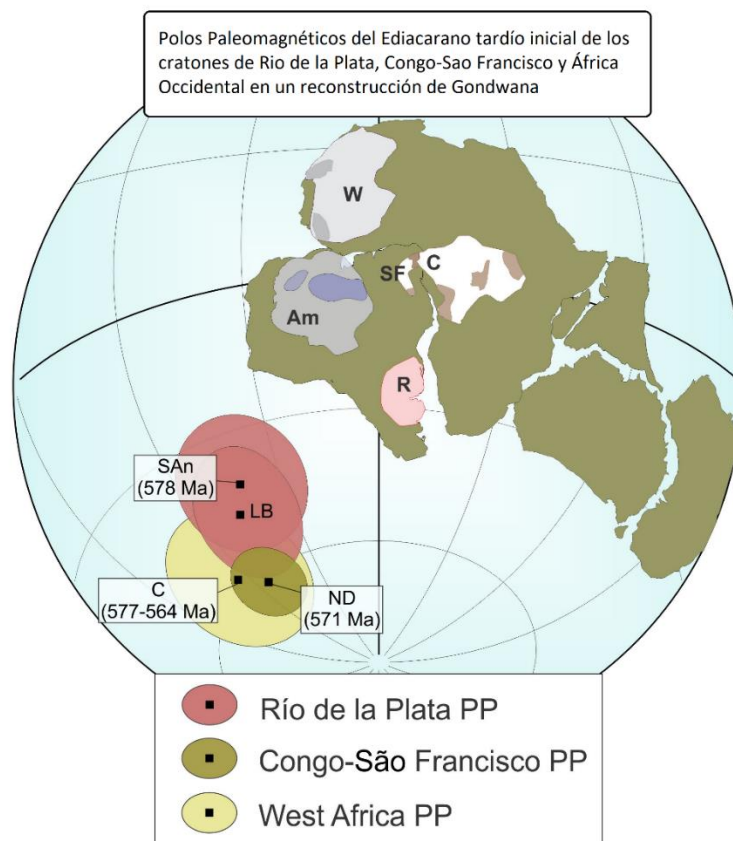 Polos Paleomagnéticos del Ediacarano tardío inicial de los
cratones de Rio de la Plata, Congo-Sao Francisco y África
Occidental en un reconstrucción de Gondwana
W
SF
C
Am
R
SAn
(578 Ma)
LB
C
(577-564 Ma)
ND
(571 Ma)
Río de la Plata PP
Congo-São Francisco PP
West Africa PP